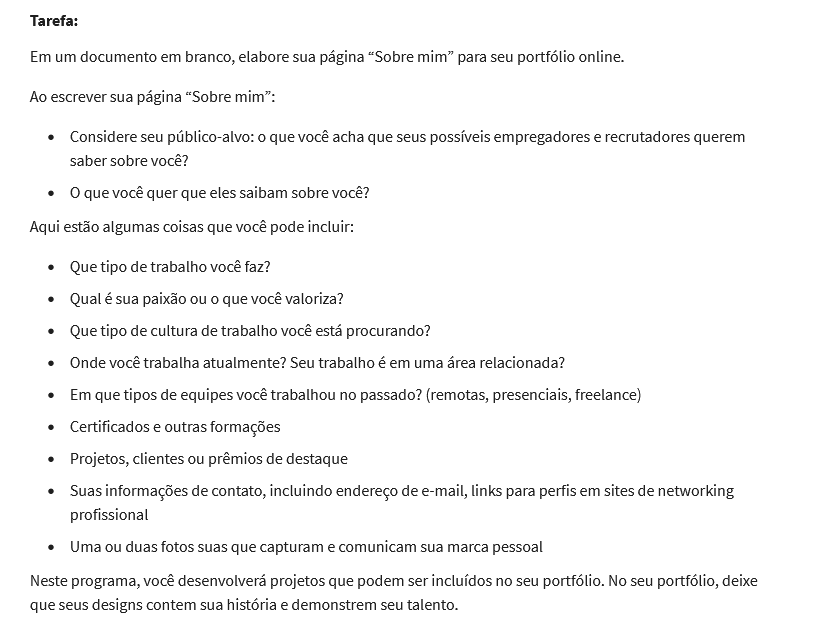 Tarefa:
Em um documento em branco, elabore sua página “Sobre mim” para seu portfólio online.
Ao escrever sua página “Sobre mim”:
• Considere seu público-alvo: o que você acha que seus possíveis empregadores e recrutadores querem
saber sobre você?
• O que você quer que eles saibam sobre você?
Aqui estão algumas coisas que você pode incluir:
• Que tipo de trabalho você faz?
• Qual é sua paixão ou o que você valoriza?
• Que tipo de cultura de trabalho você está procurando?
• Onde você trabalha atualmente? Seu trabalho é em uma área relacionada?
• Em que tipos de equipes você trabalhou no passado? (remotas, presenciais, freelance)
• Certificados e outras formações
• Projetos, clientes ou prêmios de destaque
• Suas informações de contato, incluindo endereço de e-mail, links para perfis em sites de networking
profissional
• Uma ou duas fotos suas que capturam e comunicam sua marca pessoal
Neste programa, você desenvolverá projetos que podem ser incluídos no seu portfólio. No seu portfólio, deixe
que seus designs contem sua história e demonstrem seu talento.